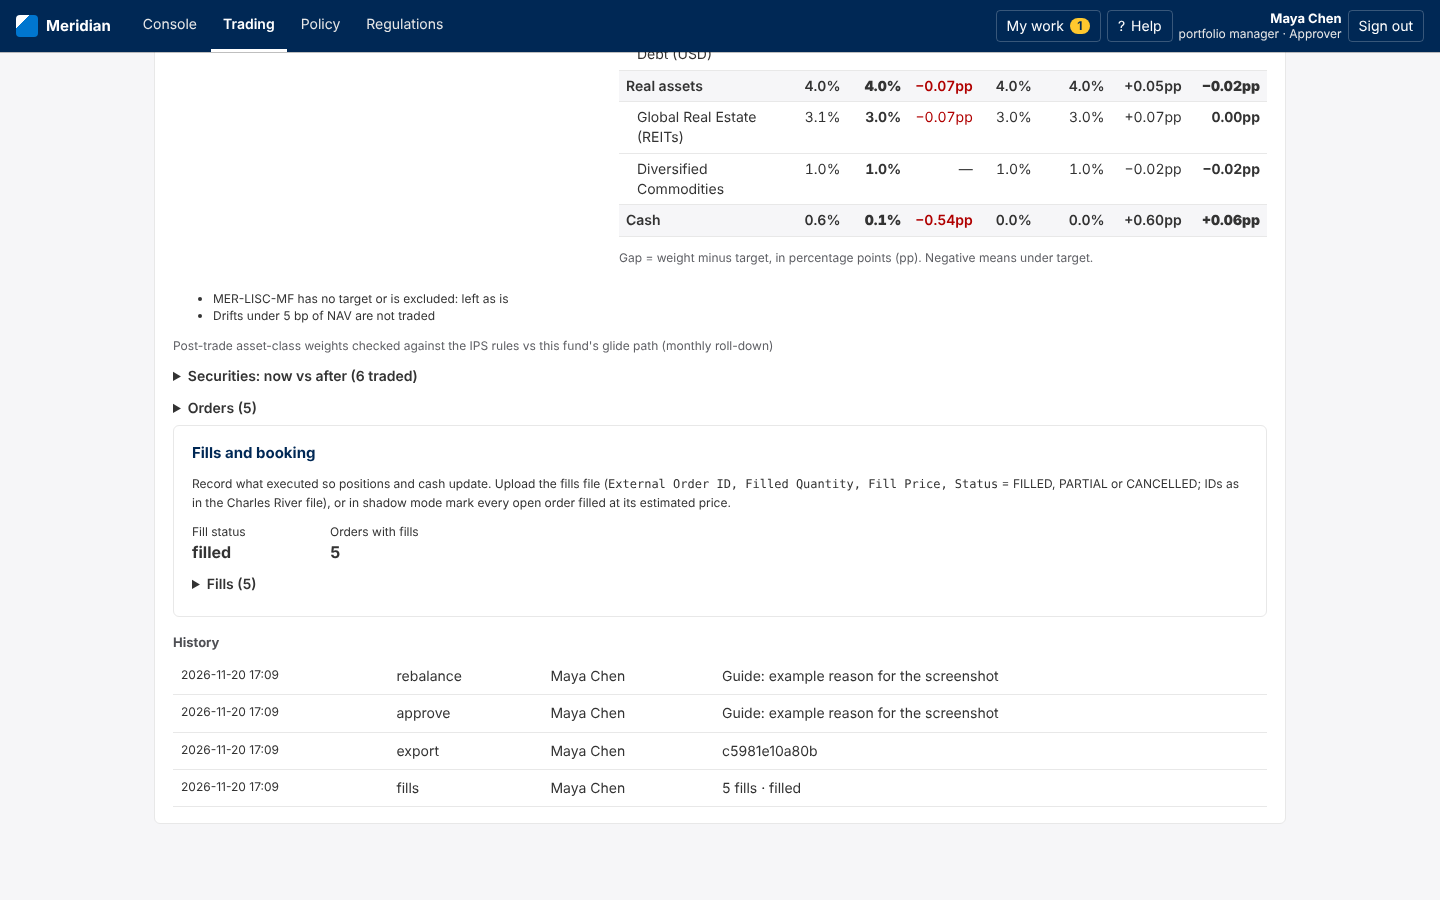 Meridian Console Trading Policy Regulations My work 1 ? Help Maya Chen portfolio manager · Approver Sign out
Debt (USD)
Real assets 4.0% 4.0% −0.07pp 4.0% 4.0% +0.05pp −0.02pp
Global Real Estate (REITs) 3.1% 3.0% −0.07pp 3.0% 3.0% +0.07pp 0.00pp
Diversified Commodities 1.0% 1.0% — 1.0% 1.0% −0.02pp −0.02pp
Cash 0.6% 0.1% −0.54pp 0.0% 0.0% +0.60pp +0.06pp
Gap = weight minus target, in percentage points (pp). Negative means under target.
• MER-LISC-MF has no target or is excluded: left as is
• Drifts under 5 bp of NAV are not traded
Post-trade asset-class weights checked against the IPS rules vs this fund's glide path (monthly roll-down)
▶ Securities: now vs after (6 traded)
▶ Orders (5)
Fills and booking
Record what executed so positions and cash update. Upload the fills file (External Order ID, Filled Quantity, Fill Price, Status = FILLED, PARTIAL or CANCELLED; IDs as
in the Charles River file), or in shadow mode mark every open order filled at its estimated price.
Fill status Orders with fills
filled 5
▶ Fills (5)
History
2026-11-20 17:09 rebalance Maya Chen Guide: example reason for the screenshot
2026-11-20 17:09 approve Maya Chen Guide: example reason for the screenshot
2026-11-20 17:09 export Maya Chen c5981e10a80b
2026-11-20 17:09 fills Maya Chen 5 fills · filled